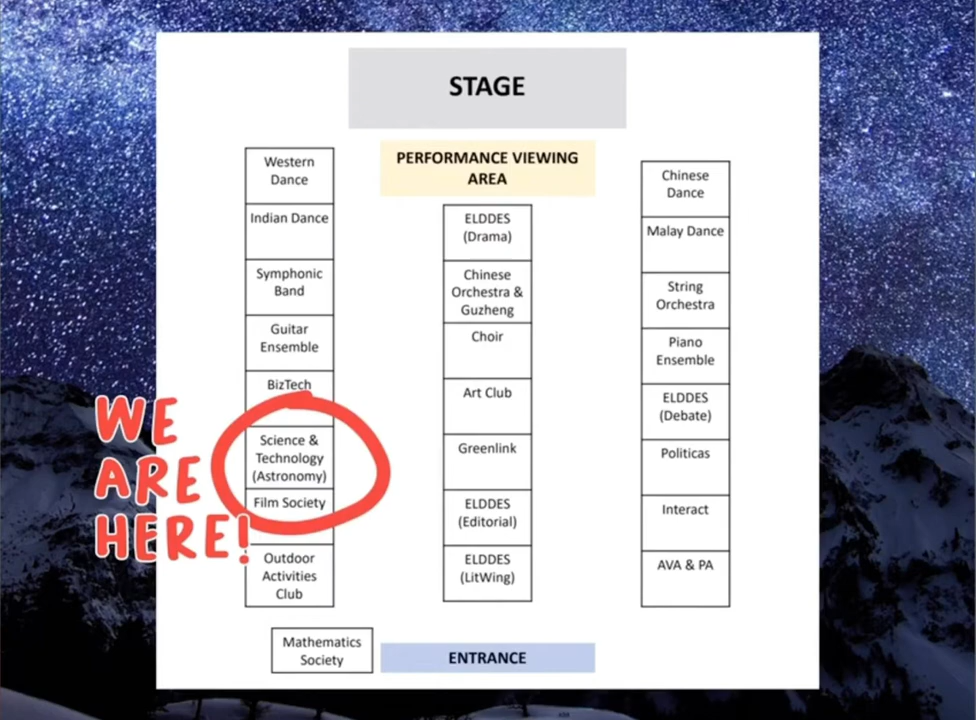 STAGE
PERFORMANCE VIEWING
AREA
Western
Dance
Indian Dance
Symphonic
Band
Guitar
Ensemble
BizTech
Science &
Technology
(Astronomy)
Film Society
Outdoor
Activities
Club
Mathematics
Society
ELDDES
(Drama)
Chinese
Orchestra &
Guzheng
Choir
Art Club
Greenlink
ELDDES
(Editorial)
ELDDES
(LitWing)
Chinese
Dance
Malay Dance
String
Orchestra
Piano
Ensemble
ELDDES
(Debate)
Politicas
Interact
AVA & PA
ENTRANCE
WE
ARE
HERE!